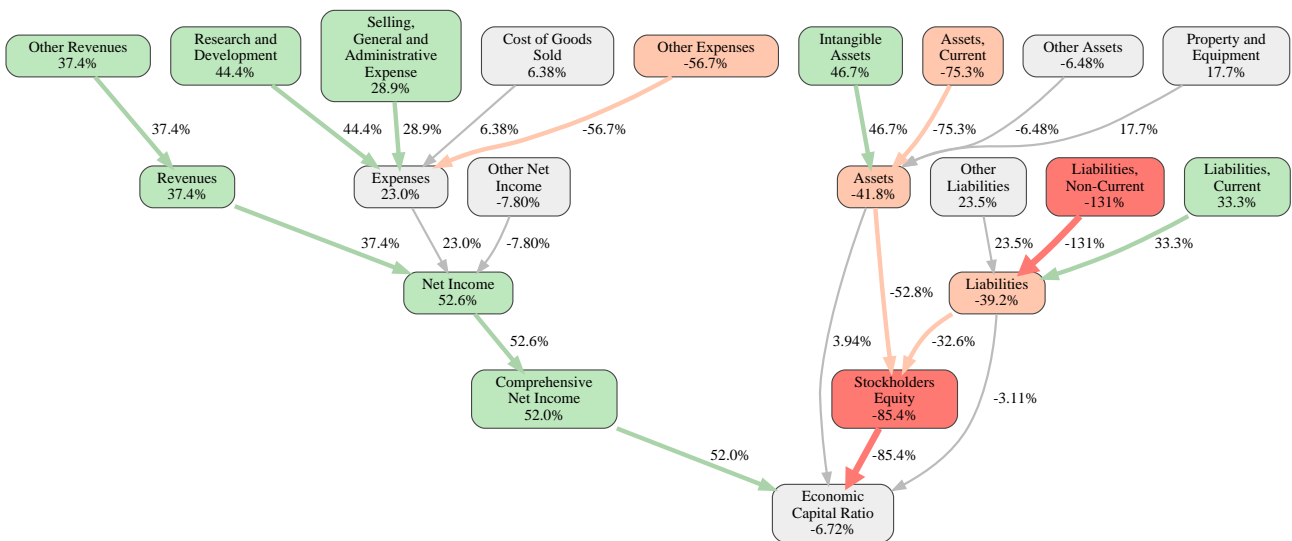 Other Revenues
37.4%
Research and
Development
44.4%
Selling,
General and
Administrative
Expense
28.9%
Cost of Goods
Sold
6.38%
Other Expenses
-56.7%
Intangible
Assets
46.7%
Assets,
Current
-75.3%
Other Assets
-6.48%
Property and
Equipment
17.7%
37.4%
44.4%
28.9%
6.38%
-56.7%
46.7%
-75.3%
-6.48%
17.7%
Revenues
37.4%
Expenses
23.0%
Other Net
Income
-7.80%
Assets
-41.8%
Other
Liabilities
23.5%
Liabilities,
Non-Current
-131%
Liabilities,
Current
33.3%
37.4%
23.0%
-7.80%
23.5%
-131%
33.3%
Net Income
52.6%
-52.8%
Liabilities
-39.2%
52.6%
3.94%
-32.6%
Comprehensive
Net Income
52.0%
Stockholders
Equity
-85.4%
-3.11%
52.0%
-85.4%
Economic
Capital Ratio
-6.72%